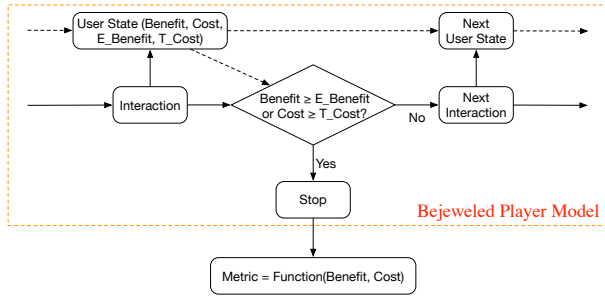 User State (Benefit, Cost,
E_Benefit, T_Cost)
Next
User State
Interaction
Benefit ≥ E_Benefit
or Cost ≥ T_Cost?
No
Next
Interaction
Yes
Stop
Bejeweled Player Model
Metric = Function(Benefit, Cost)